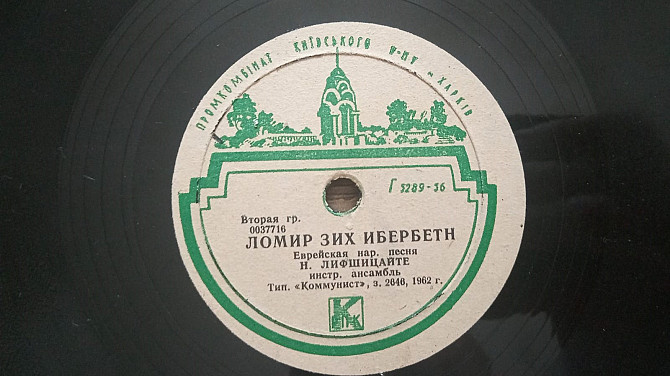 ПРОМКОМБІНАТ КИЇВСЬКОГО Р-НУ м ХАРКІВ
Г 5289-56
Вторая гр.
0037716
ЛОМИР ЗИХ ИБЕРБЕТН
Еврейская нар. песня
Н. ЛИФШИЦАЙТЕ
инстр. ансамбль
Тип. «Коммунист», з. 2646, 1962 г.